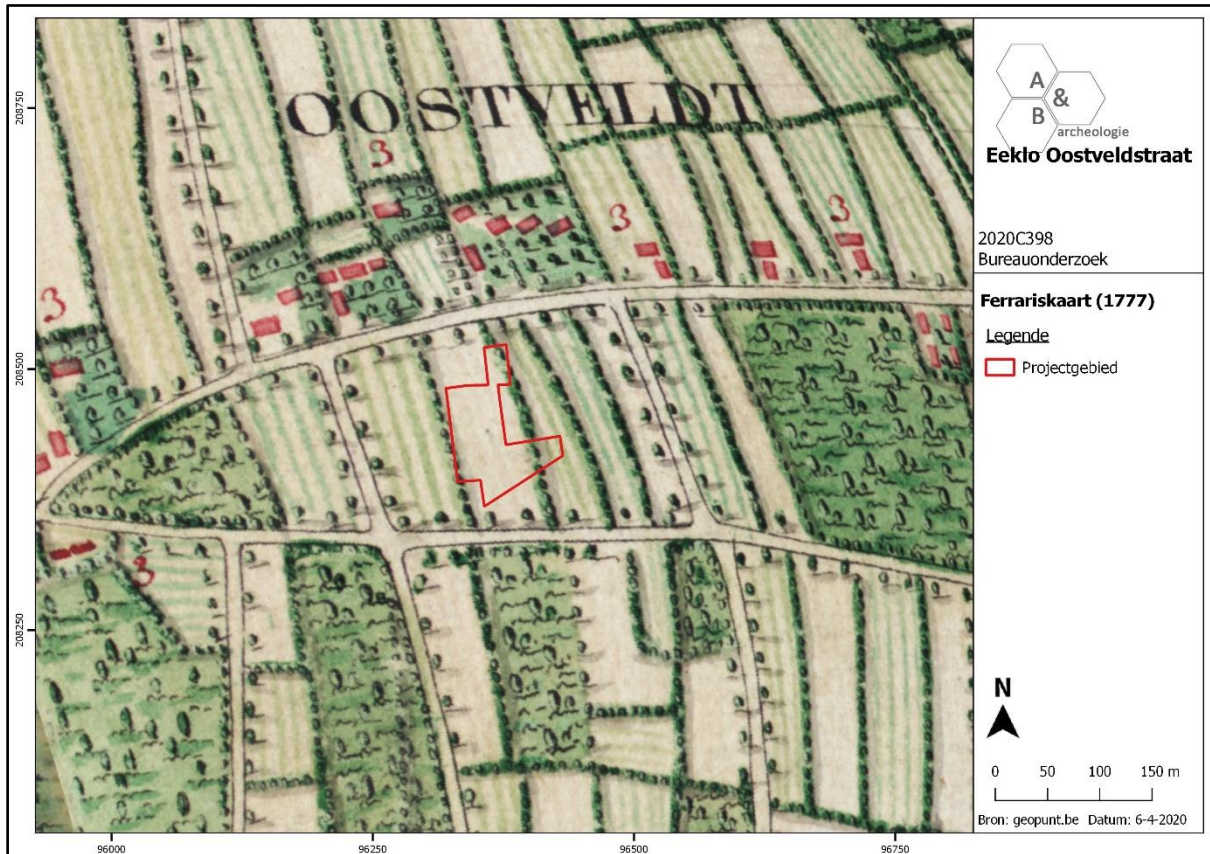 OOSTVELDT
3
3
3
3
3
208750
208500
208250
96000
96250
96500
96750
A
&
B
archeologie
Eeklo Oostveldstraat
2020C398
Bureauonderzoek
Ferrariskaart (1777)
Legende
Projectgebied
N
0 50 100 150 m
Bron: geopunt.be Datum: 6-4-2020